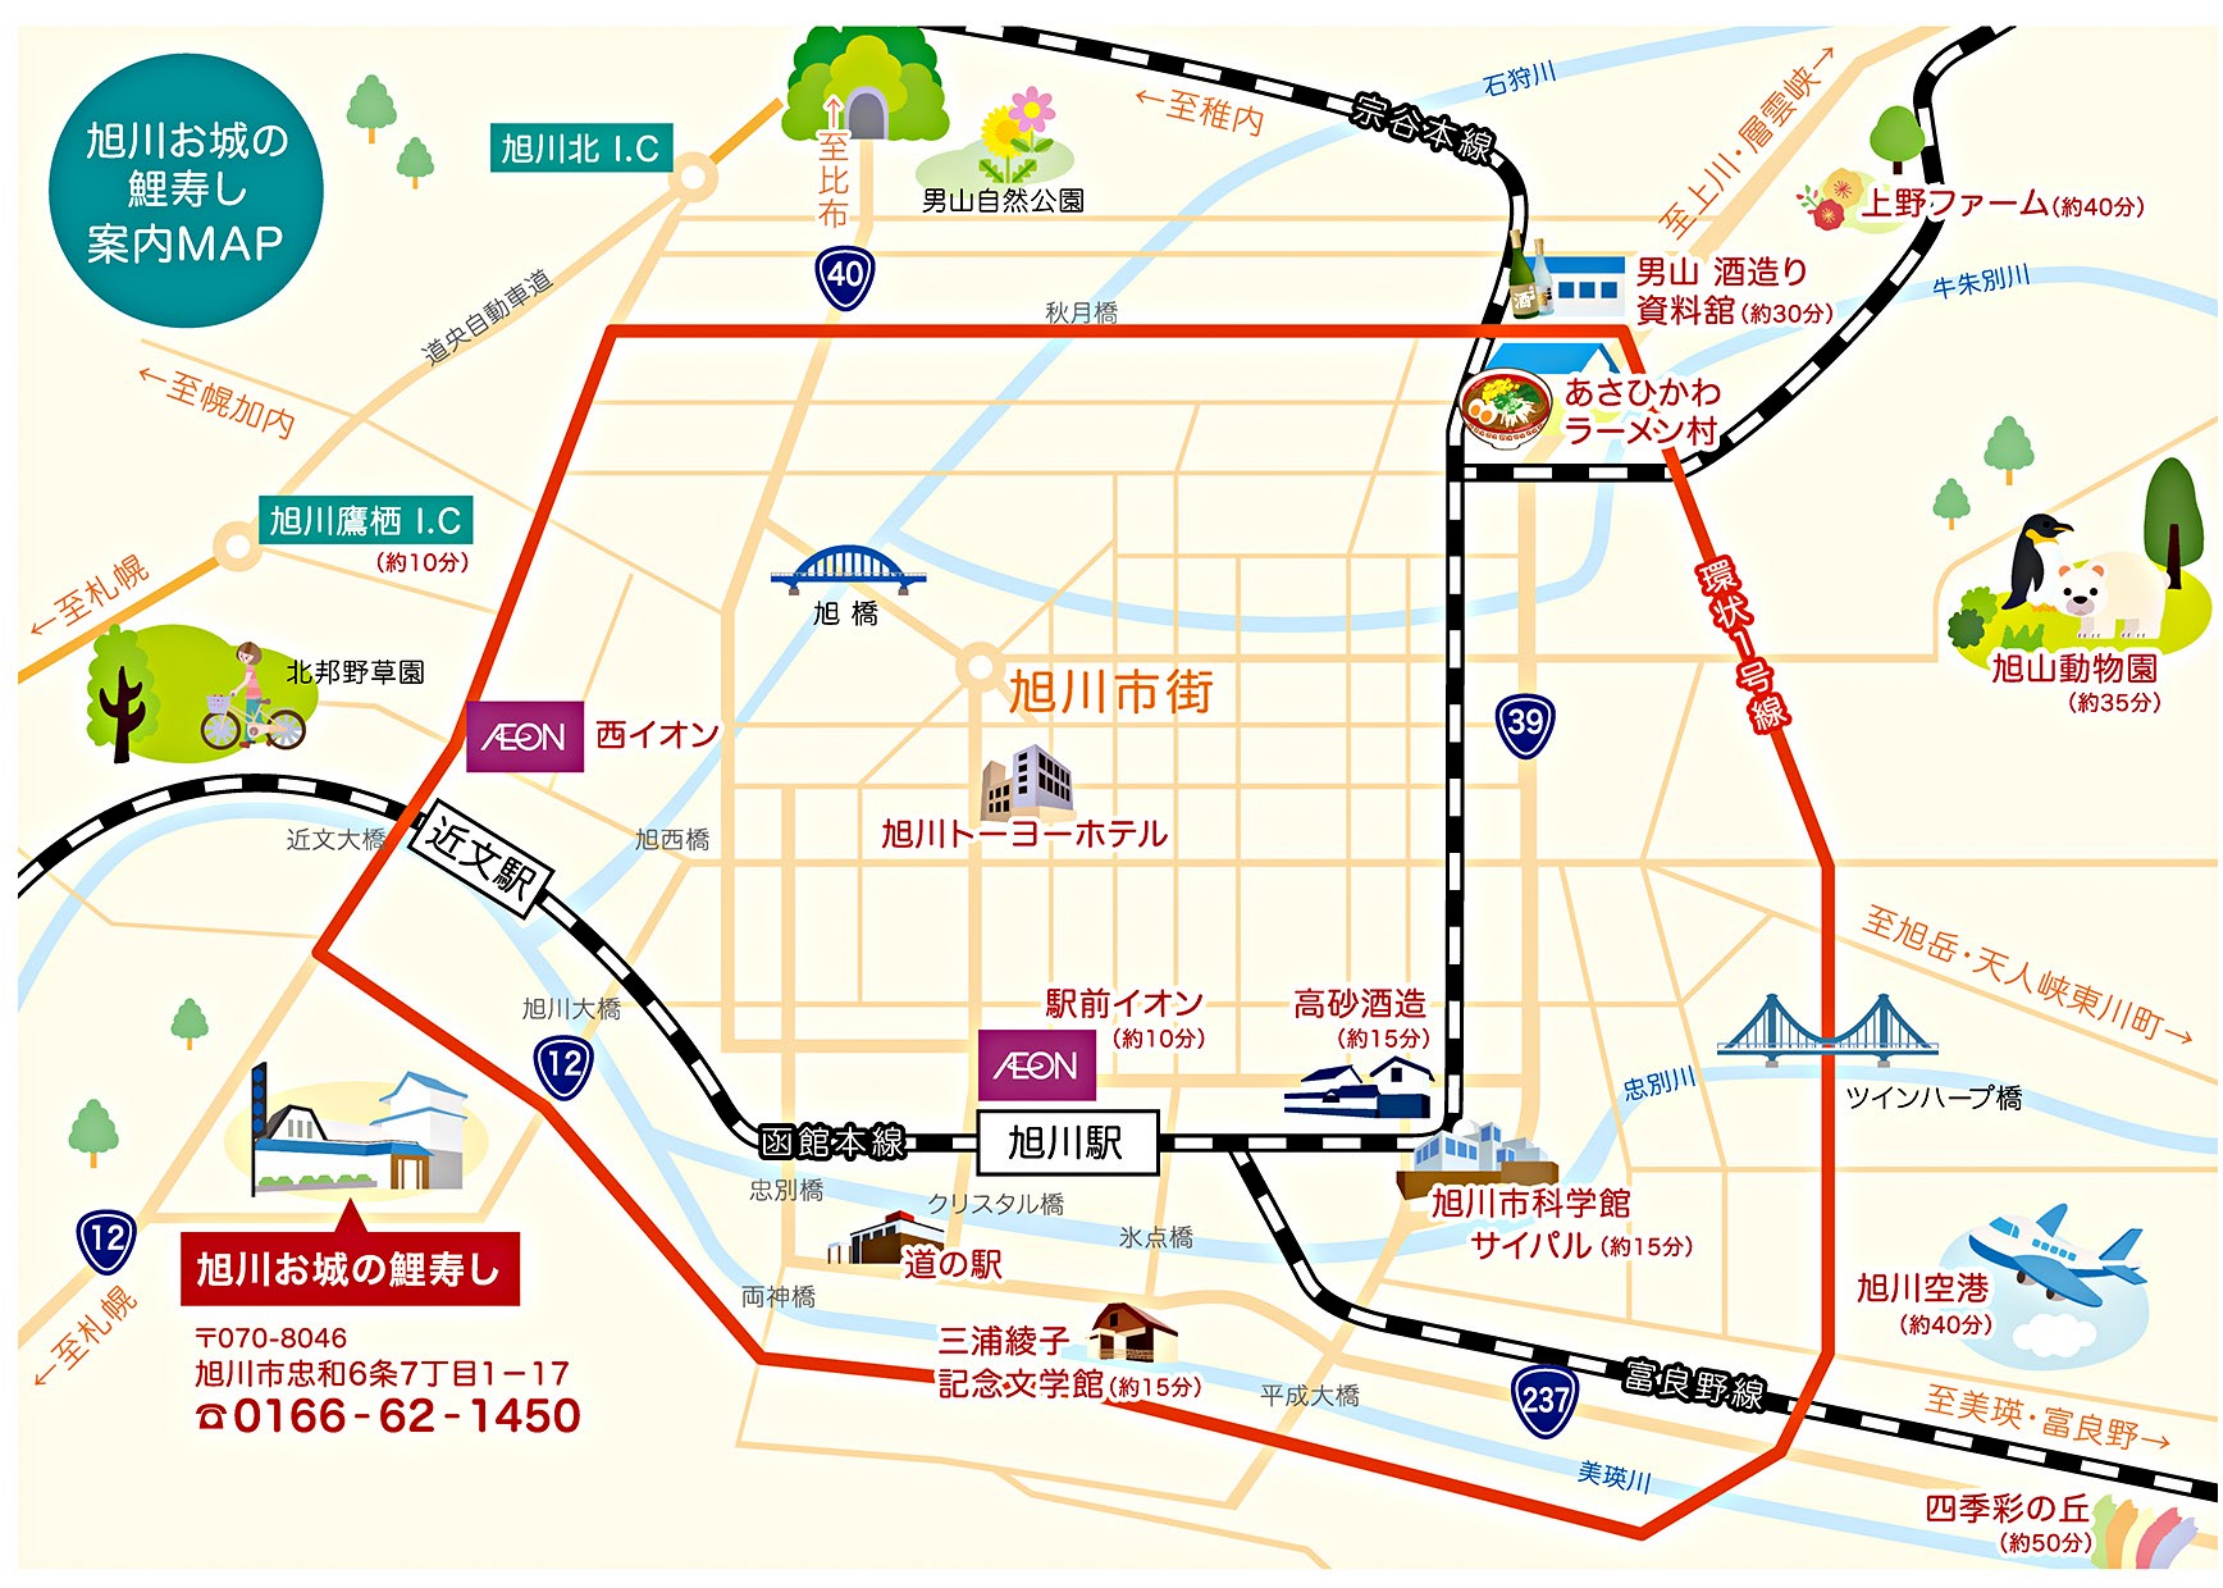 旭川お城の
鯉寿し
案内MAP
旭川北 I.C
↑至比布
男山自然公園
←至稚内
宗谷本線
石狩川
至上川・層雲峡→
上野ファーム(約40分)
40
道央自動車道
秋月橋
男山 酒造り
資料舘(約30分)
酒
牛朱別川
←至幌加内
あさひかわ
ラーメン村
旭川鷹栖 I.C
(約10分)
←至札幌
北邦野草園
旭 橋
旭川市街
環状1号線
39
旭山動物園
(約35分)
ÆON
西イオン
近文大橋
近文駅
旭西橋
旭川トーヨーホテル
至旭岳・天人峡東川町→
旭川大橋
12
駅前イオン
(約10分)
ÆON
高砂酒造
(約15分)
忠別川
ツインハープ橋
函館本線
旭川駅
忠別橋
クリスタル橋
氷点橋
旭川市科学館
サイパル(約15分)
道の駅
12
←至札幌
旭川お城の鯉寿し
〒070-8046
旭川市忠和6条7丁目1−17
☎0166-62-1450
両神橋
三浦綾子
記念文学館(約15分)
平成大橋
237
富良野線
旭川空港
(約40分)
至美瑛・富良野→
美瑛川
四季彩の丘
(約50分)